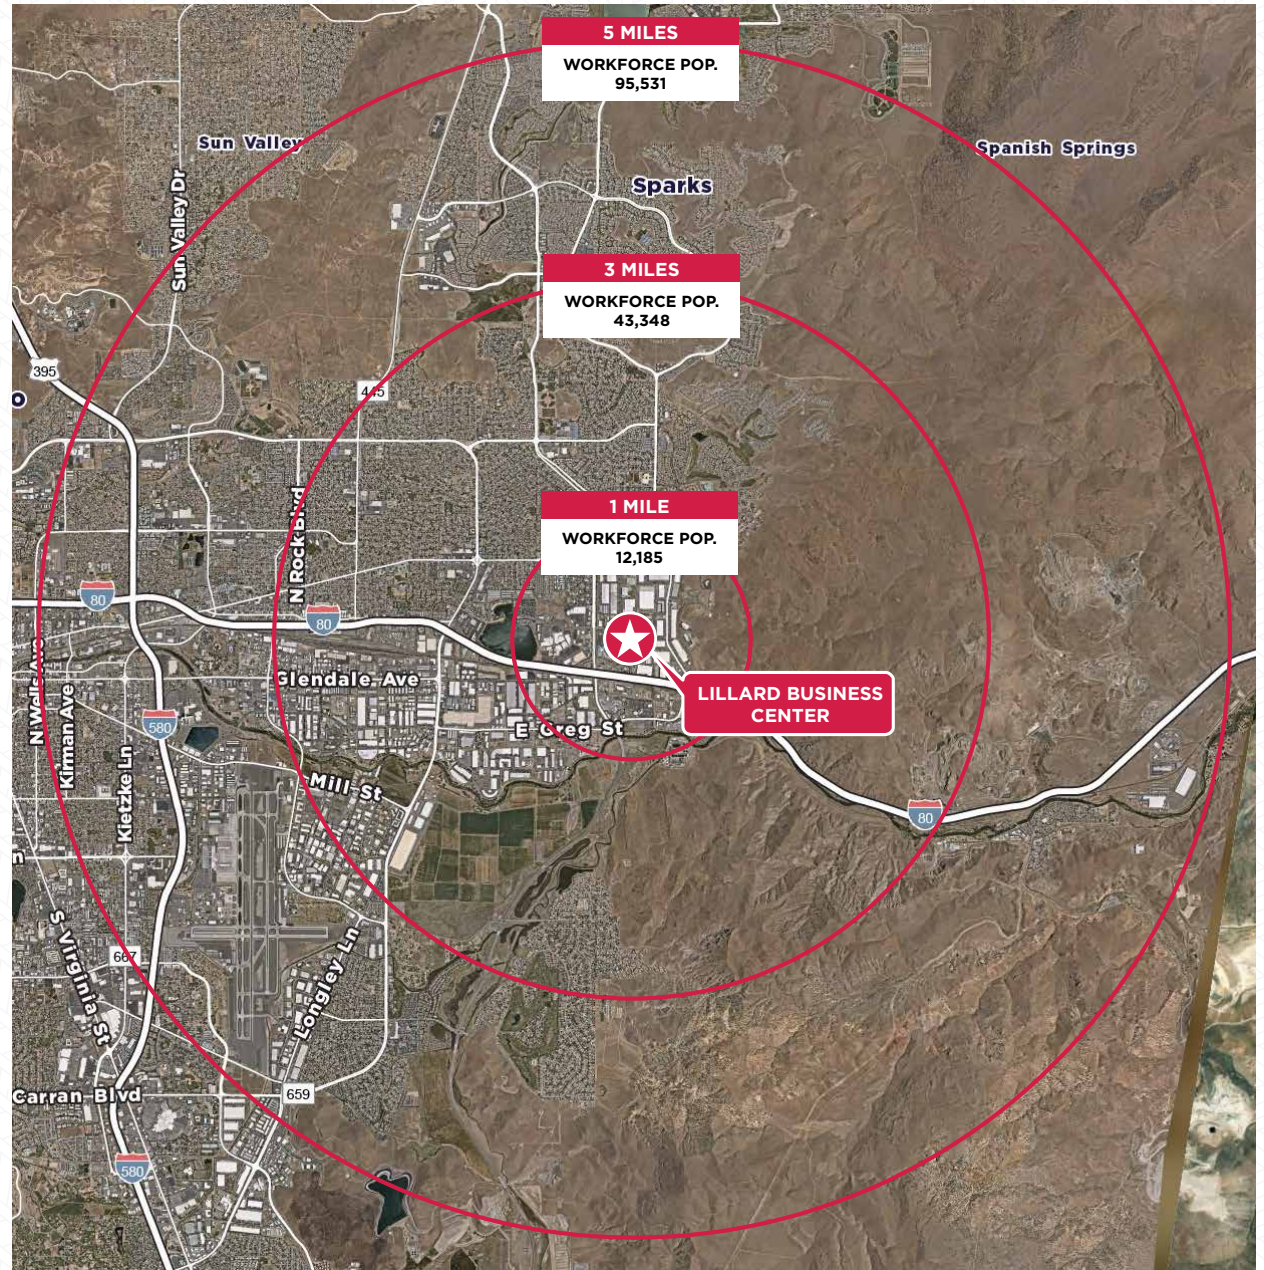 5 MILES
WORKFORCE POP.
95,531
Sun Valley
Spanish Springs
Sparks
Sun Valley Dr
3 MILES
WORKFORCE POP.
43,348
395
445
o
1 MILE
WORKFORCE POP.
12,185
N Rock Blvd
80
80
Glendale Ave
LILLARD BUSINESS
CENTER
N Wells Ave
Kirman Ave
580
E Greg St
Kietzke Ln
Mill St
80
n
S Virginia St
667
Longley Ln
659
Carran Blvd
580